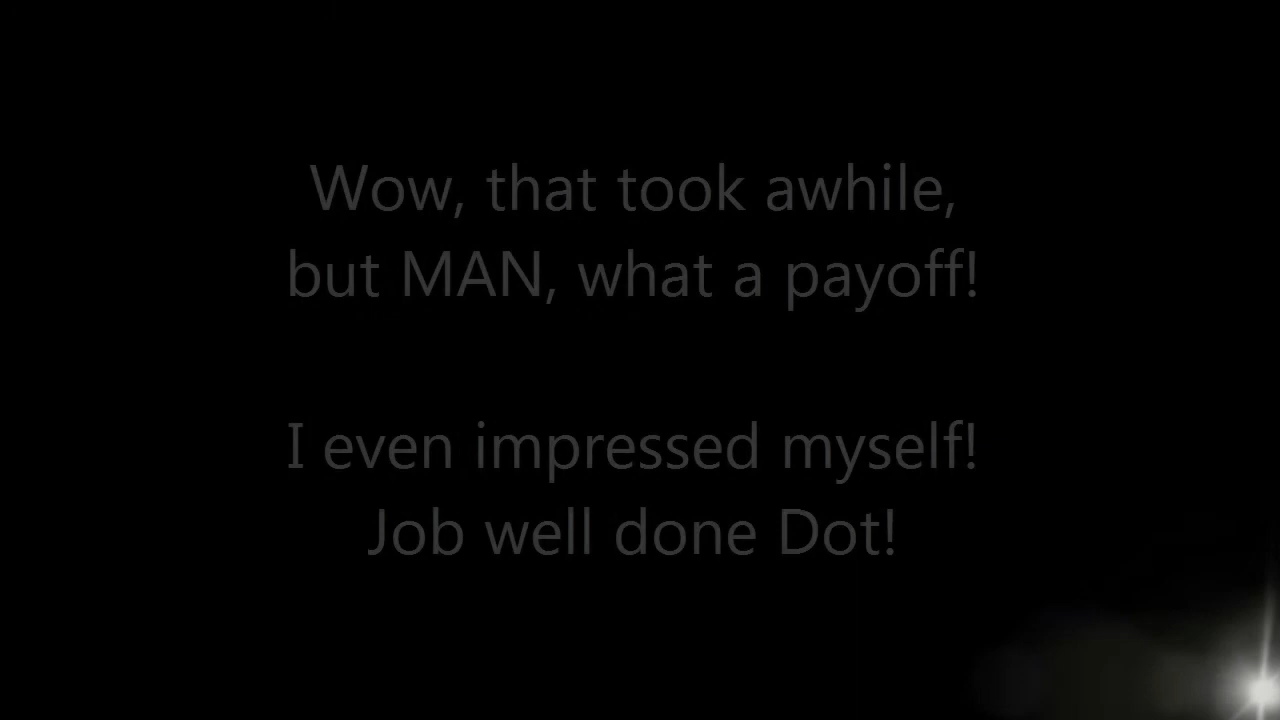 Wow, that took awhile,
but MAN, what a payoff!
I even impressed myself!
Job well done Dot!